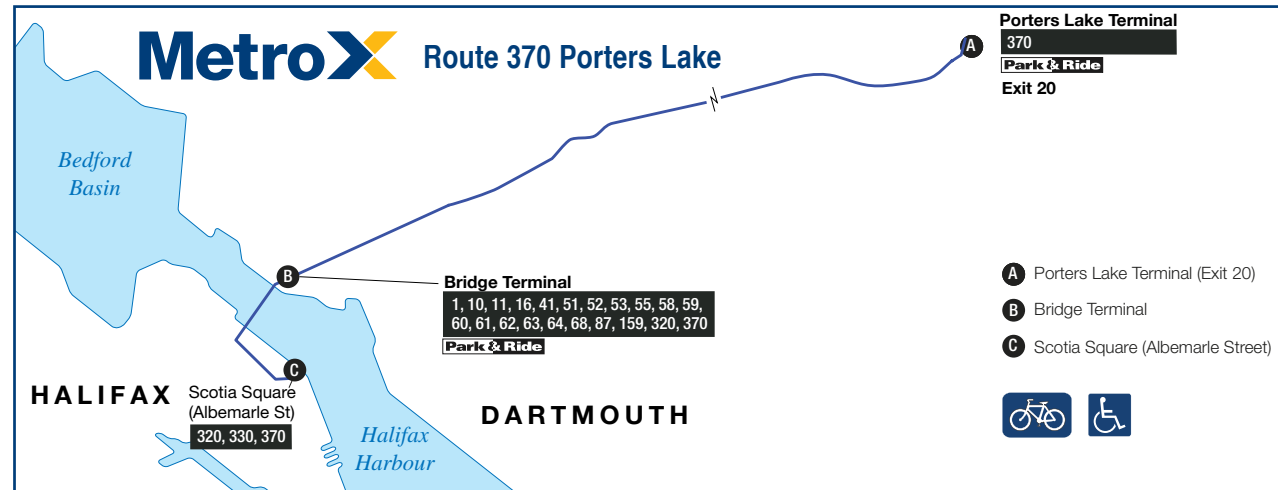 MetroX Route 370 Porters Lake
Porters Lake Terminal
A
370
Park & Ride
Exit 20
Bedford
Basin
B
Bridge Terminal
1, 10, 11, 16, 41, 51, 52, 53, 55, 58, 59,
60, 61, 62, 63, 64, 68, 87, 159, 320, 370
Park & Ride
C
HALIFAX
Scotia Square
(Albemarle St)
320, 330, 370
DARTMOUTH
Halifax
Harbour
A Porters Lake Terminal (Exit 20)
B Bridge Terminal
C Scotia Square (Albemarle Street)